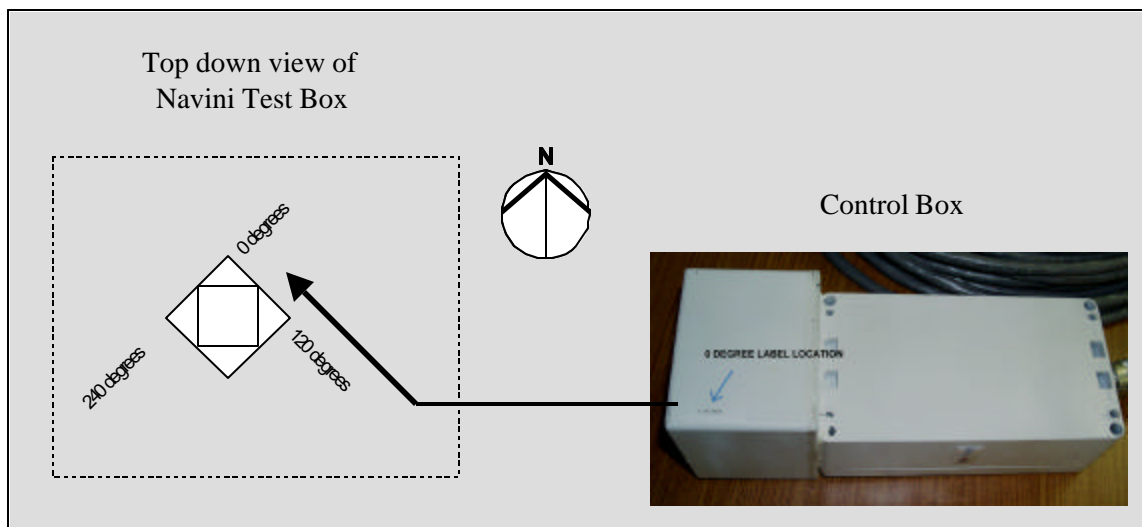 Top down view of
Navini Test Box
N
0 degrees
120 degrees
240 degrees
Control Box
0 DEGREE LABEL LOCATION